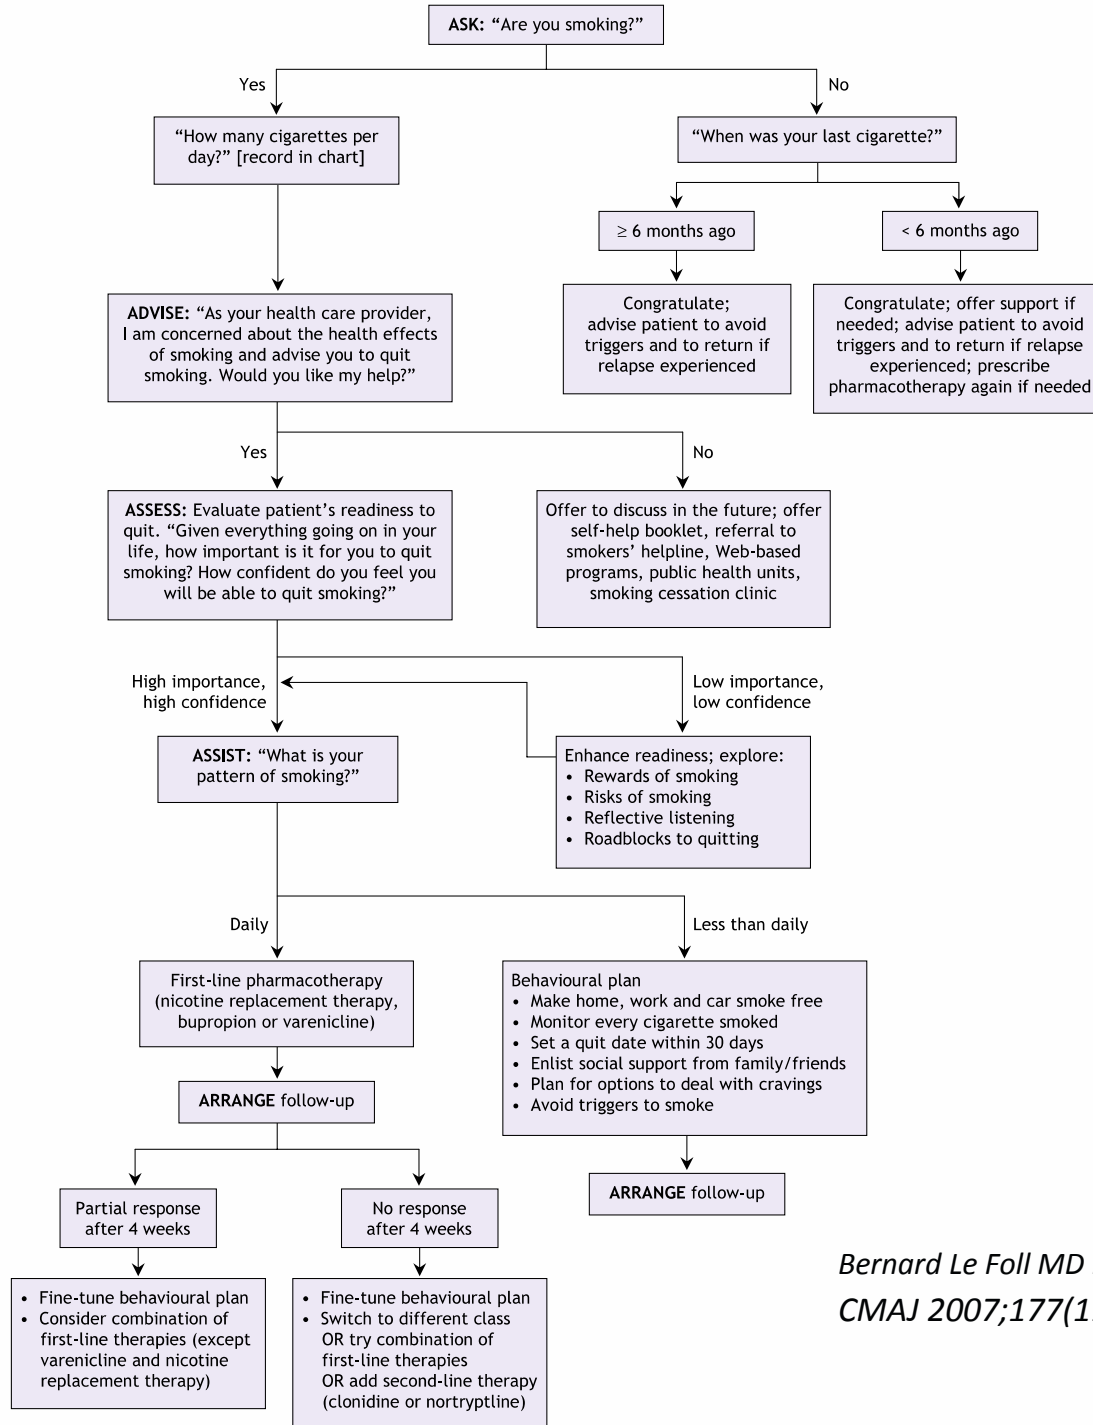 ASK: “Are you smoking?”
Yes
No
“How many cigarettes per
day?” [record in chart]
“When was your last cigarette?”
≥ 6 months ago
< 6 months ago
Congratulate;
advise patient to avoid
triggers and to return if
relapse experienced
Congratulate; offer support if
needed; advise patient to avoid
triggers and to return if relapse
experienced; prescribe
pharmacotherapy again if needed
ADVISE: “As your health care provider,
I am concerned about the health effects
of smoking and advise you to quit
smoking. Would you like my help?”
Yes
No
ASSESS: Evaluate patient’s readiness to
quit. “Given everything going on in your
life, how important is it for you to quit
smoking? How confident do you feel you
will be able to quit smoking?”
Offer to discuss in the future; offer
self-help booklet, referral to
smokers’ helpline, Web-based
programs, public health units,
smoking cessation clinic
High importance,
high confidence
Low importance,
low confidence
ASSIST: “What is your
pattern of smoking?”
Enhance readiness; explore:
• Rewards of smoking
• Risks of smoking
• Reflective listening
• Roadblocks to quitting
Daily
Less than daily
First-line pharmacotherapy
(nicotine replacement therapy,
bupropion or varenicline)
Behavioural plan
• Make home, work and car smoke free
• Monitor every cigarette smoked
• Set a quit date within 30 days
• Enlist social support from family/friends
• Plan for options to deal with cravings
• Avoid triggers to smoke
ARRANGE follow-up
ARRANGE follow-up
Partial response
after 4 weeks
No response
after 4 weeks
• Fine-tune behavioural plan
• Consider combination of
first-line therapies (except
varenicline and nicotine
replacement therapy)
• Fine-tune behavioural plan
• Switch to different class
OR try combination of
first-line therapies
OR add second-line therapy
(clonidine or nortryptline)
Bernard Le Foll MD
CMAJ 2007;177(1